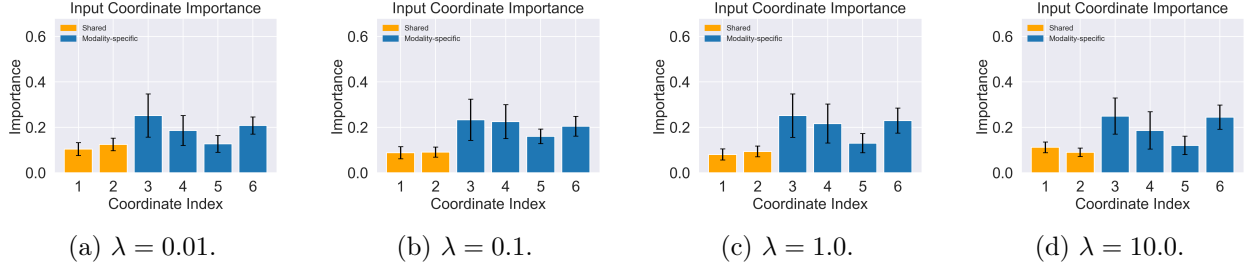 Input Coordinate Importance
Shared
Modality-specific
Importance
0.6
0.4
0.2
0.0
1 2 3 4 5 6
Coordinate Index
(a) λ = 0.01.
Input Coordinate Importance
Shared
Modality-specific
Importance
0.6
0.4
0.2
0.0
1 2 3 4 5 6
Coordinate Index
(b) λ = 0.1.
Input Coordinate Importance
Shared
Modality-specific
Importance
0.6
0.4
0.2
0.0
1 2 3 4 5 6
Coordinate Index
(c) λ = 1.0.
Input Coordinate Importance
Shared
Modality-specific
Importance
0.6
0.4
0.2
0.0
1 2 3 4 5 6
Coordinate Index
(d) λ = 10.0.